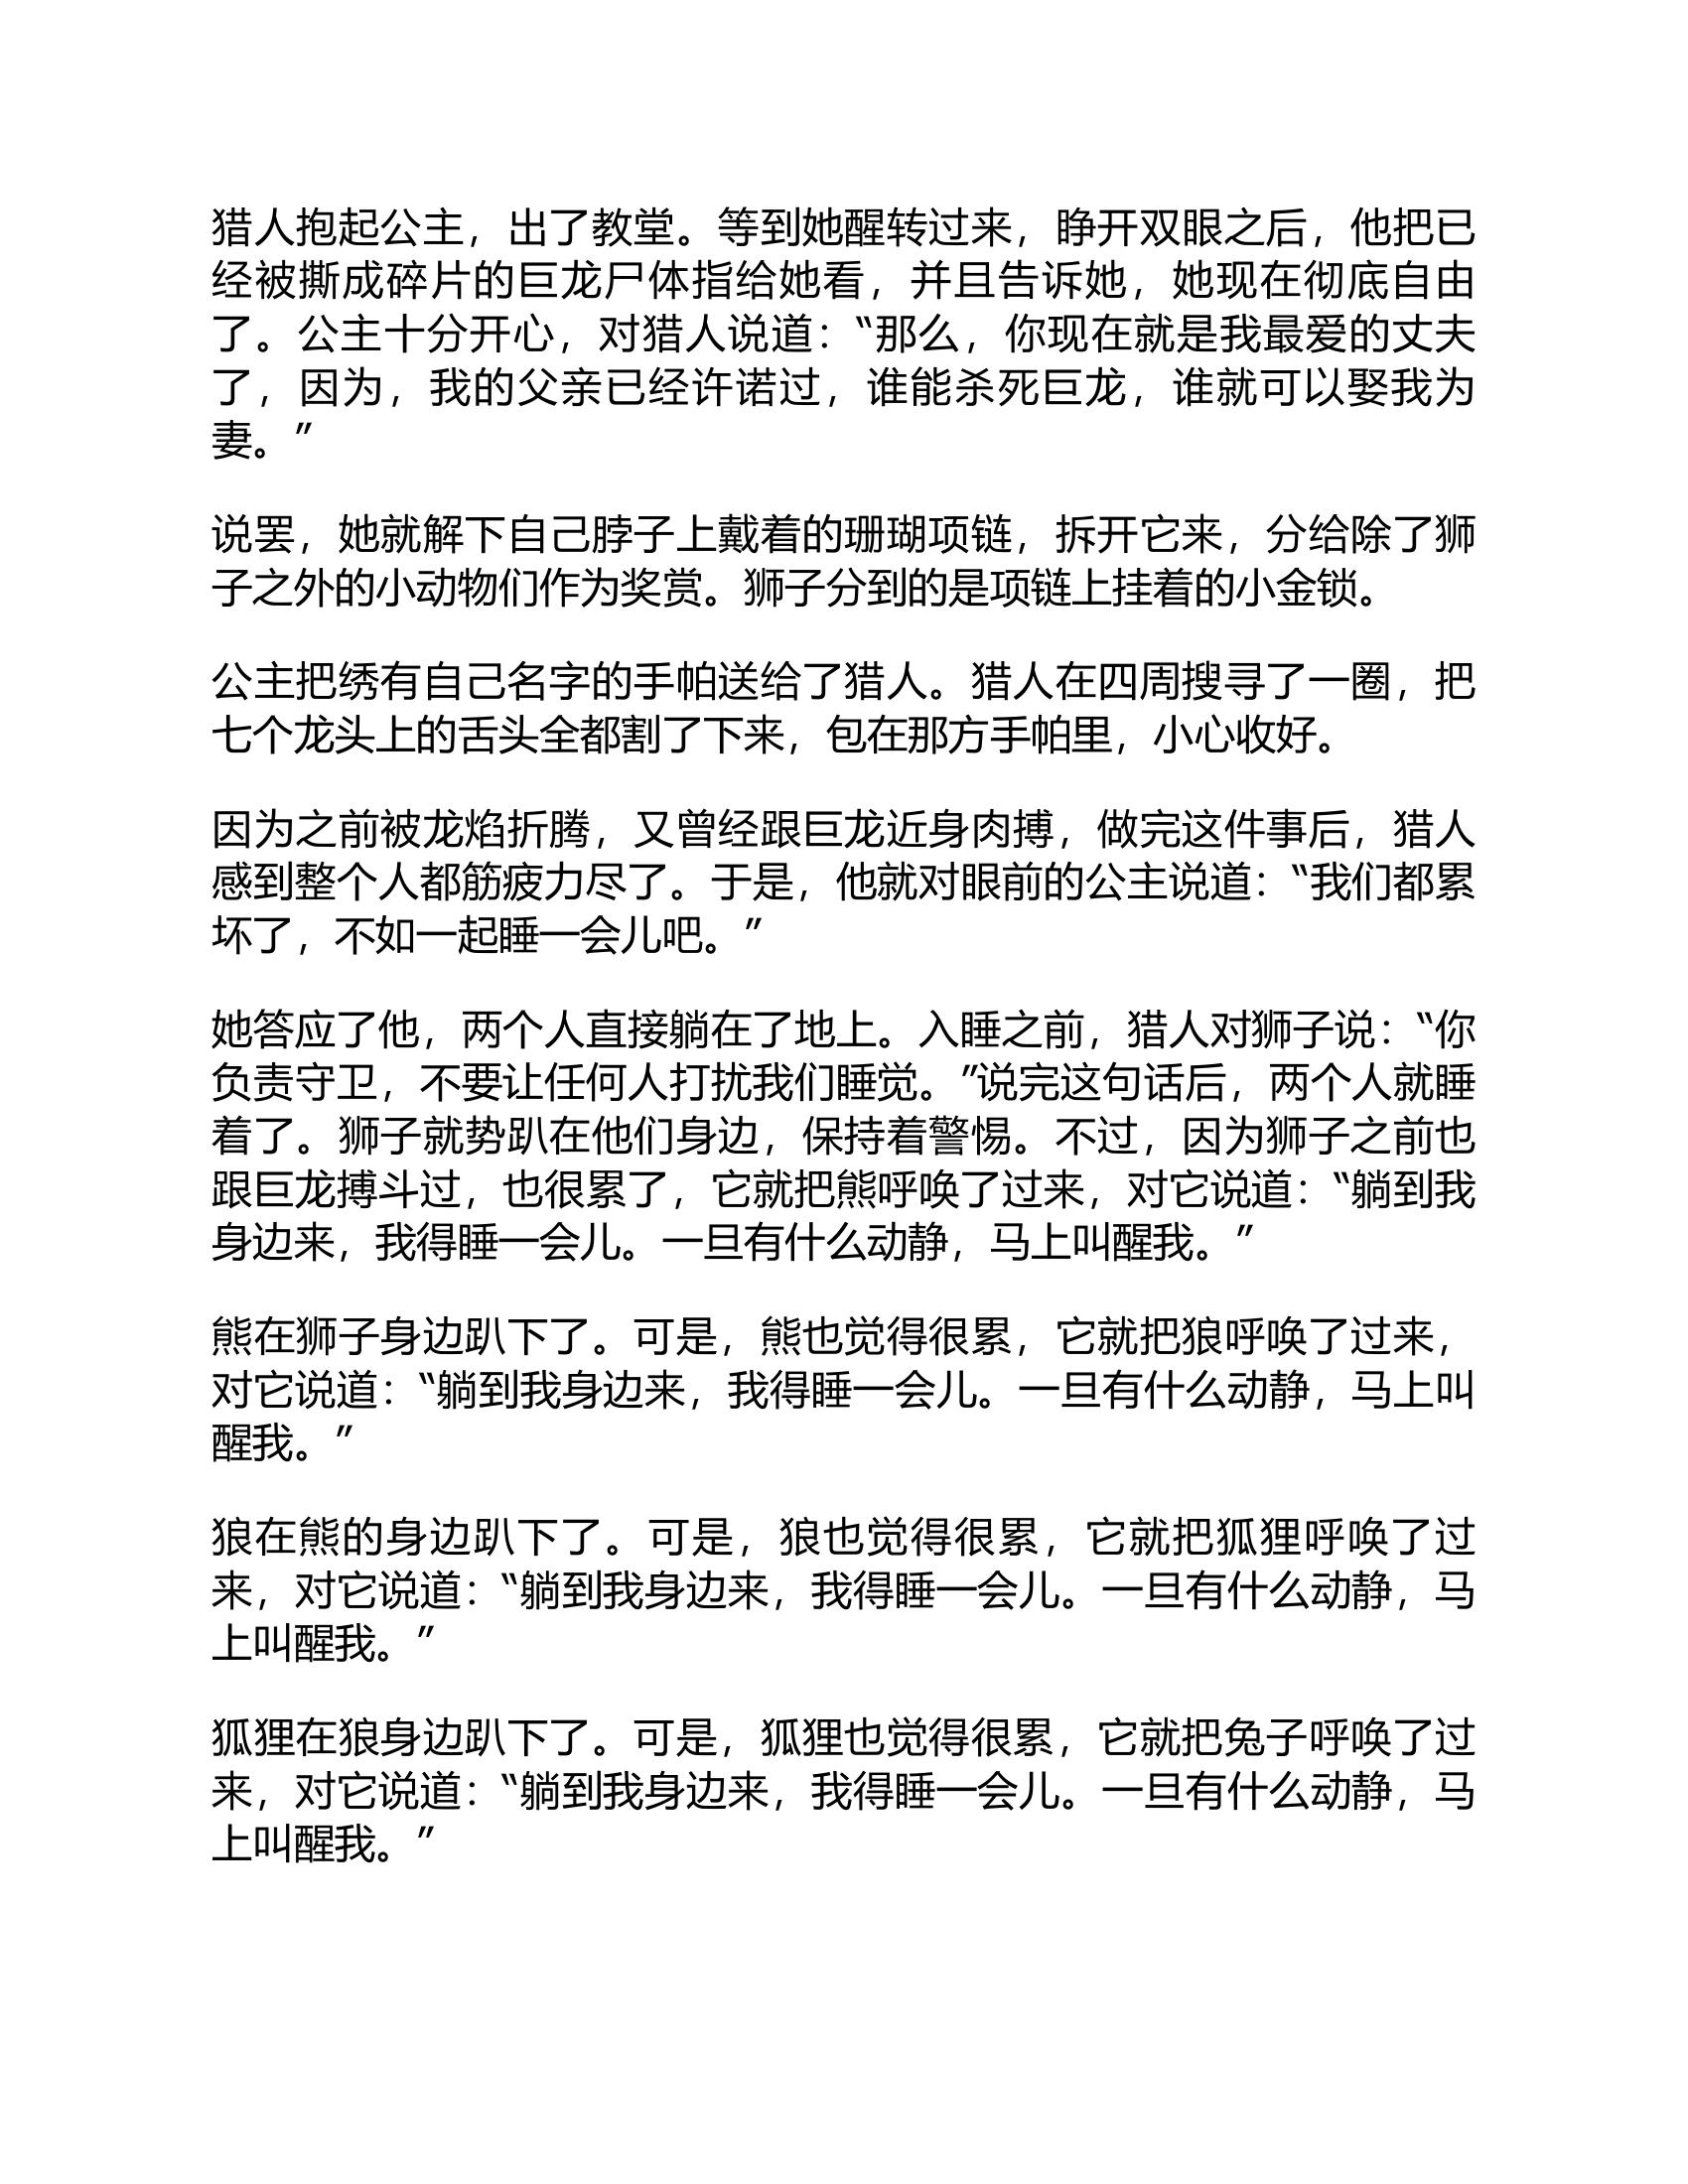 猎人抱起公主，出了教堂。等到她醒转过来，睁开双眼之后，他把已
经被撕成碎片的巨龙尸体指给她看，并且告诉她，她现在彻底自由
了。公主十分开心，对猎人说道：“那么，你现在就是我最爱的丈夫
了，因为，我的父亲已经许诺过，谁能杀死巨龙，谁就可以娶我为
妻。”
说罢，她就解下自己脖子上戴着的珊瑚项链，拆开它来，分给除了狮
子之外的小动物们作为奖赏。狮子分到的是项链上挂着的小金锁。
公主把绣有自己名字的手帕送给了猎人。猎人在四周搜寻了一圈，把
七个龙头上的舌头全都割了下来，包在那方手帕里，小心收好。
因为之前被龙焰折腾，又曾经跟巨龙近身肉搏，做完这件事后，猎人
感到整个人都筋疲力尽了。于是，他就对眼前的公主说道：“我们都累
坏了，不如一起睡一会儿吧。”
她答应了他，两个人直接躺在了地上。入睡之前，猎人对狮子说：“你
负责守卫，不要让任何人打扰我们睡觉。”说完这句话后，两个人就睡
着了。狮子就势趴在他们身边，保持着警惕。不过，因为狮子之前也
跟巨龙搏斗过，也很累了，它就把熊呼唤了过来，对它说道：“躺到我
身边来，我得睡一会儿。一旦有什么动静，马上叫醒我。”
熊在狮子身边趴下了。可是，熊也觉得很累，它就把狼呼唤了过来，
对它说道：“躺到我身边来，我得睡一会儿。一旦有什么动静，马上叫
醒我。”
狼在熊的身边趴下了。可是，狼也觉得很累，它就把狐狸呼唤了过
来，对它说道：“躺到我身边来，我得睡一会儿。一旦有什么动静，马
上叫醒我。”
狐狸在狼身边趴下了。可是，狐狸也觉得很累，它就把兔子呼唤了过
来，对它说道：“躺到我身边来，我得睡一会儿。一旦有什么动静，马
上叫醒我。”